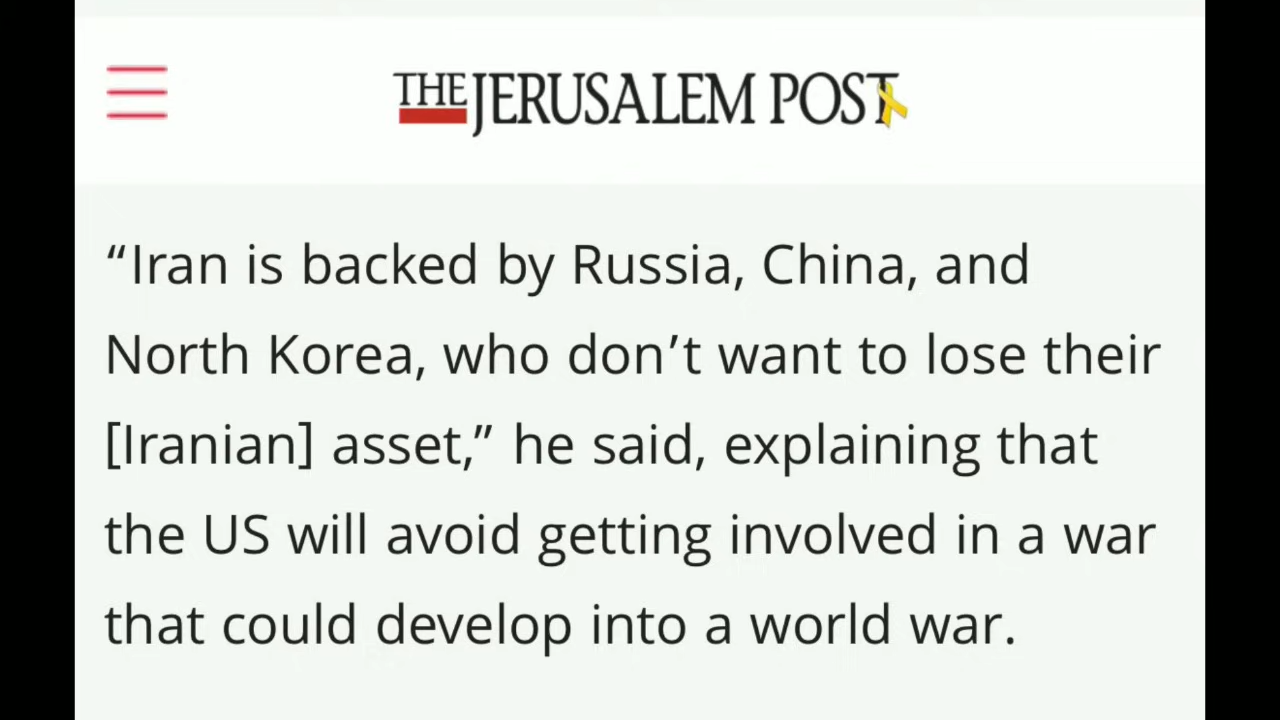 THE JERUSALEM POST
“Iran is backed by Russia, China, and
North Korea, who don’t want to lose their
[Iranian] asset,” he said, explaining that
the US will avoid getting involved in a war
that could develop into a world war.